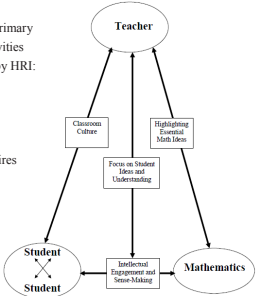 rimary
vities
by HRI:
ires
Teacher
Classroom
Culture
Highlighting
Essential
Math Ideas
Focus on Student
Ideas and
Understanding
Student
Student
Intellectual
Engagement and
Sense-Making
Mathematics